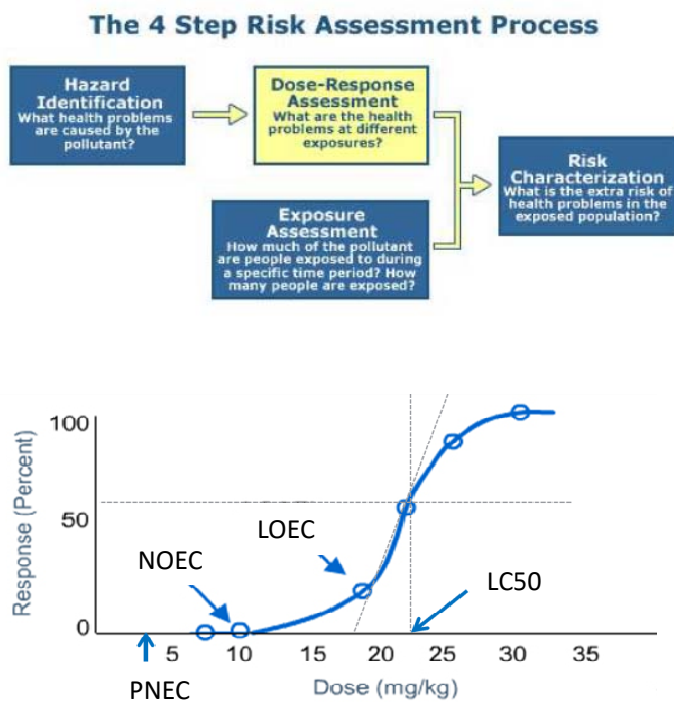 The 4 Step Risk Assessment Process
Hazard
Identification
What health problems
are caused by the
pollutant?
Dose-Response
Assessment
What are the health
problems at different
exposures?
Exposure
Assessment
How much of the pollutant
are people exposed to during
a specific time period? How
many people are exposed?
Risk
Characterization
What is the extra risk of
health problems in the
exposed population?
Response (Percent)
100
50
0
NOEC
LOEC
LC50
PNEC
5 10 15 20 25 30 35
Dose (mg/kg)